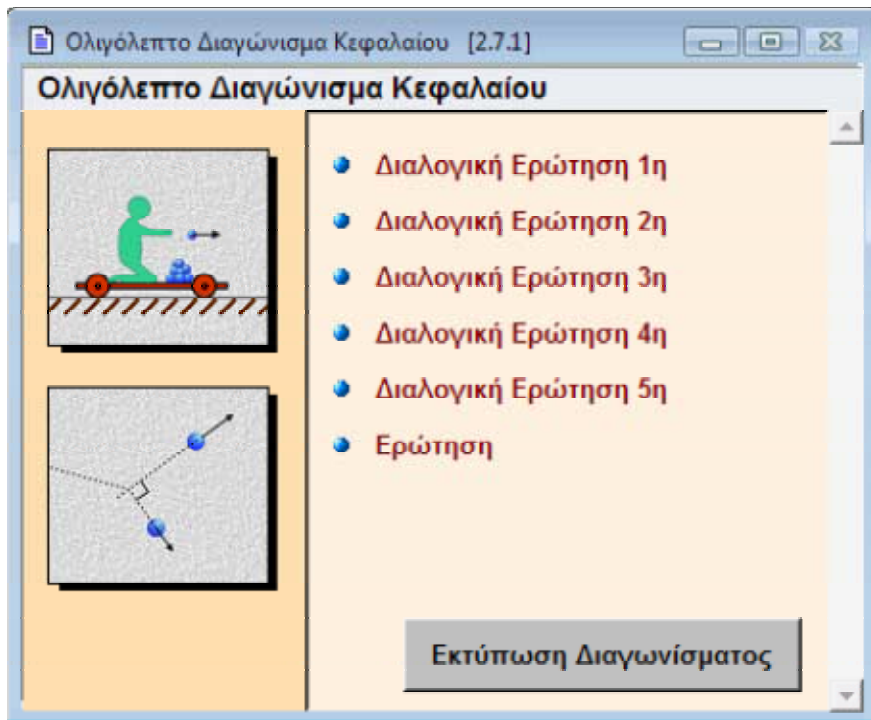 Ολιγόλεπτο Διαγώνισμα Κεφαλαίου [2.7.1]
Ολιγόλεπτο Διαγώνισμα Κεφαλαίου
Διαλογική Ερώτηση 1η
Διαλογική Ερώτηση 2η
Διαλογική Ερώτηση 3η
Διαλογική Ερώτηση 4η
Διαλογική Ερώτηση 5η
Ερώτηση
Εκτύπωση Διαγωνίσματος